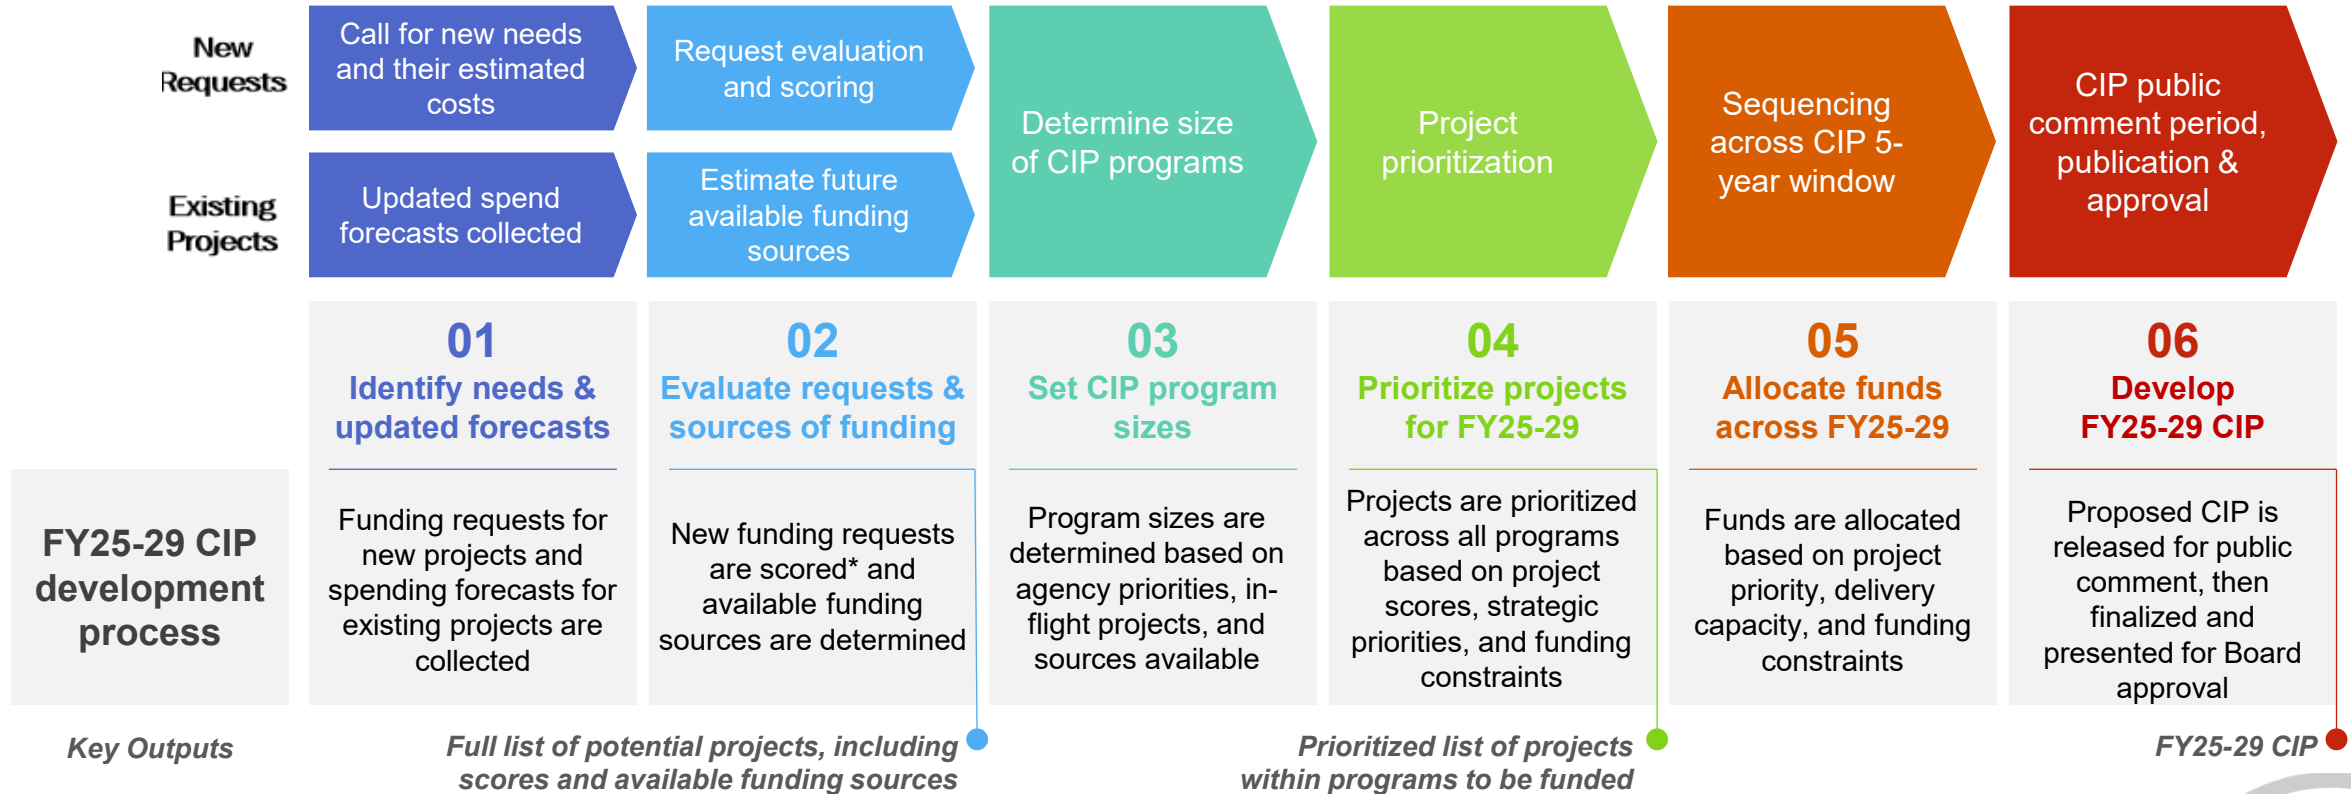 New
Requests
Call for new needs
and their estimated
costs
Request evaluation
and scoring
Existing
Projects
Updated spend
forecasts collected
Estimate future
available funding
sources
Determine size
of CIP programs
Project
prioritization
Sequencing
across CIP 5-
year window
CIP public
comment period,
publication &
approval
01
Identify needs &
updated forecasts
02
Evaluate requests &
sources of funding
03
Set CIP program
sizes
04
Prioritize projects
for FY25-29
05
Allocate funds
across FY25-29
06
Develop
FY25-29 CIP
FY25-29 CIP
development
process
Funding requests for
new projects and
spending forecasts for
existing projects are
collected
New funding requests
are scored* and
available funding
sources are determined
Program sizes are
determined based on
agency priorities, in-
flight projects, and
sources available
Projects are prioritized
across all programs
based on project
scores, strategic
priorities, and funding
constraints
Funds are allocated
based on project
priority, delivery
capacity, and funding
constraints
Proposed CIP is
released for public
comment, then
finalized and
presented for Board
approval
Key Outputs
Full list of potential projects, including
scores and available funding sources
Prioritized list of projects
within programs to be funded
FY25-29 CIP